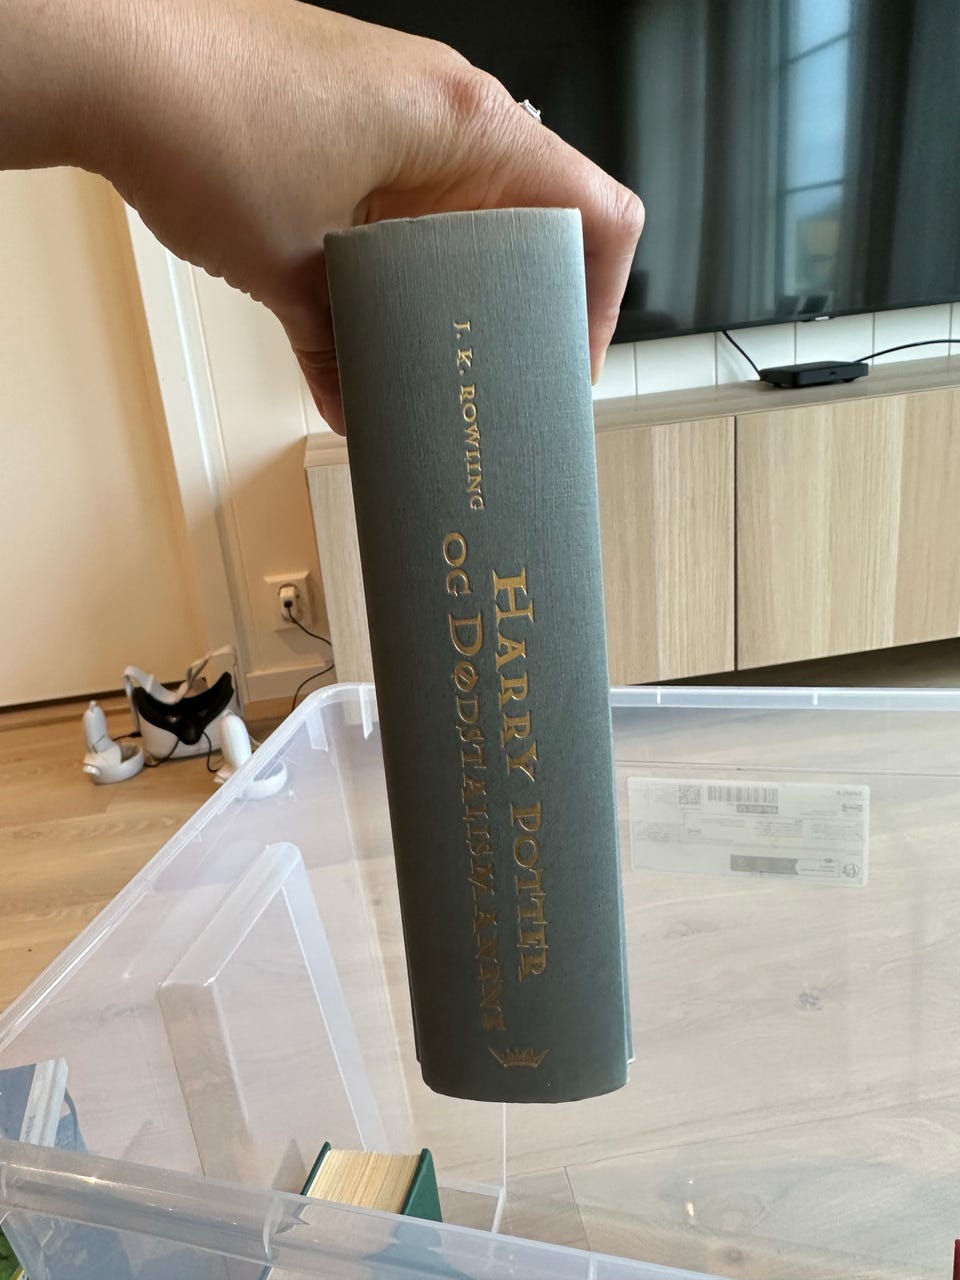 J. K. ROWLING
HARRY POTTER
OG DØDSTALISMANENE